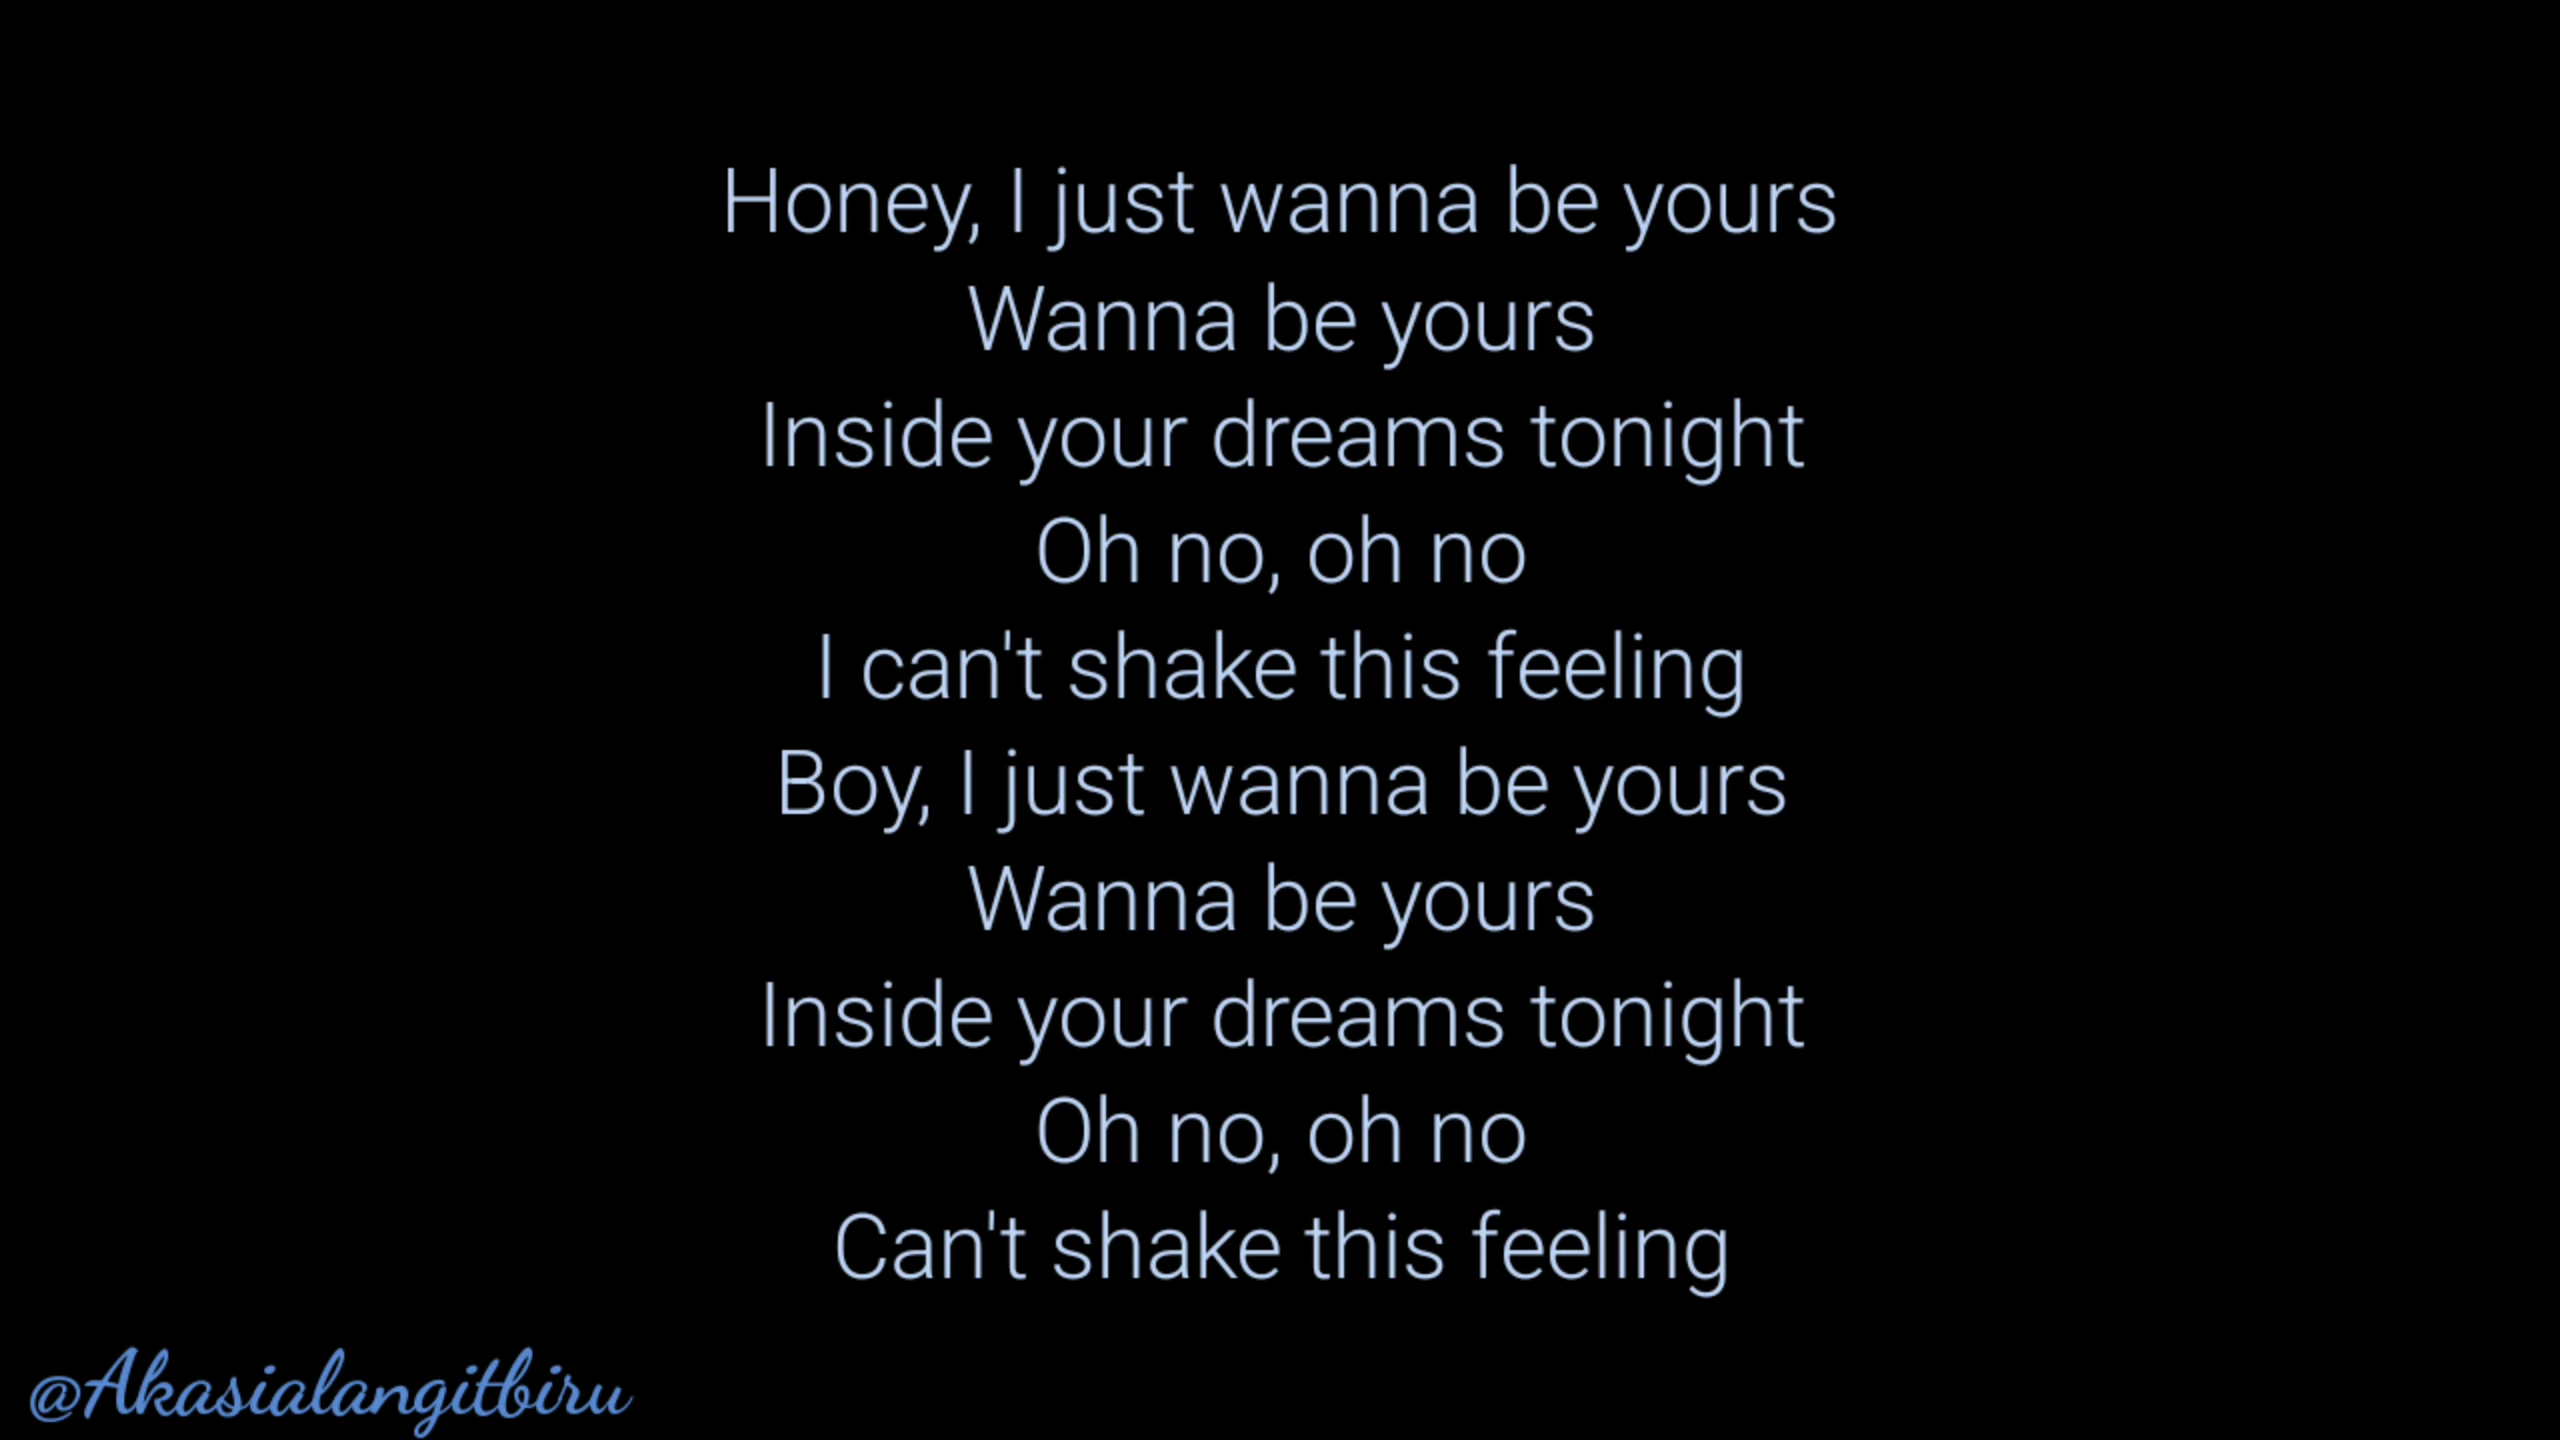 Honey, I just wanna be yours
Wanna be yours
Inside your dreams tonight
Oh no, oh no
I can't shake this feeling
Boy, I just wanna be yours
Wanna be yours
Inside your dreams tonight
Oh no, oh no
Can't shake this feeling
@Akasialangitbiru